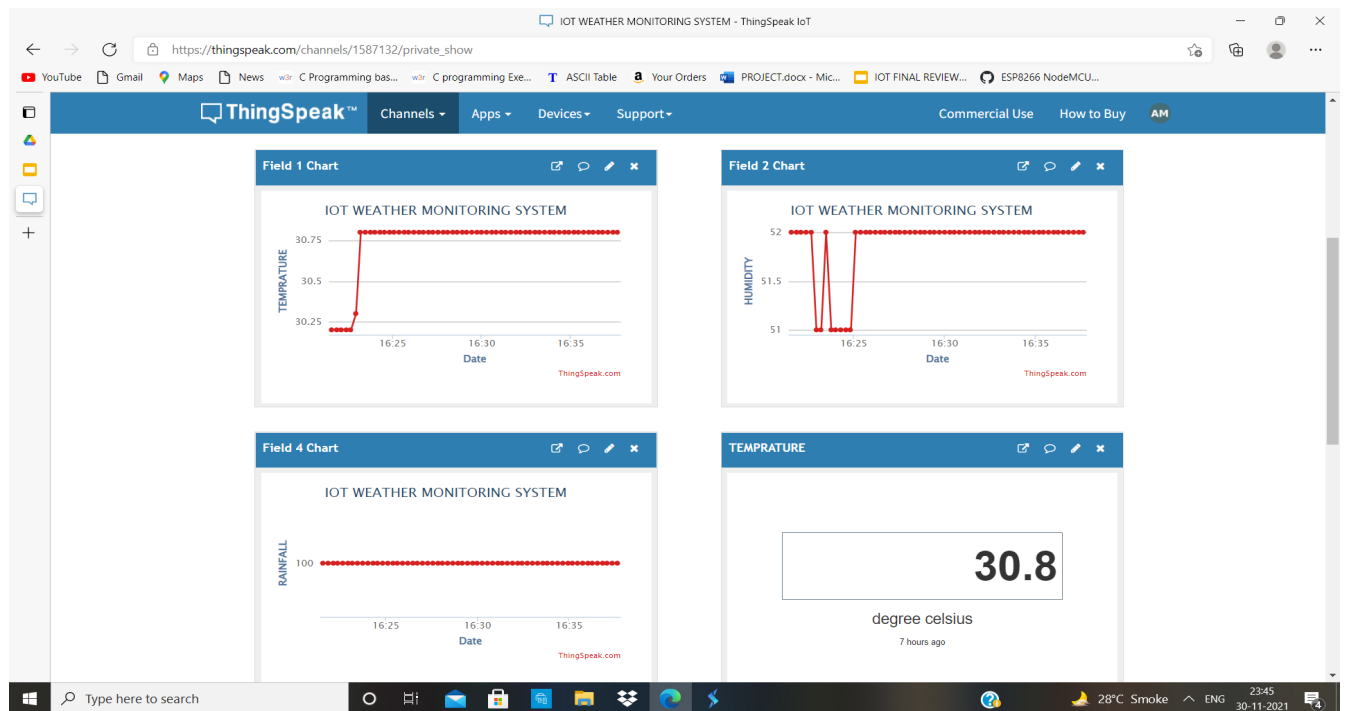 IOT WEATHER MONITORING SYSTEM - ThingSpeak IoT
https://thingspeak.com/channels/1587132/private_show
YouTube Gmail Maps News w3r C Programming bas... w3r C programming Exe... T ASCII Table a Your Orders PROJECT.docx - Mic... IOT FINAL REVIEW... ESP8266 NodeMCU...
ThingSpeak™ Channels Apps Devices Support Commercial Use How to Buy AM
Field 1 Chart
IOT WEATHER MONITORING SYSTEM
TEMPRATURE
30.75
30.5
30.25
16:25 16:30 16:35
Date
ThingSpeak.com
Field 2 Chart
IOT WEATHER MONITORING SYSTEM
HUMIDITY
52
51.5
51
16:25 16:30 16:35
Date
ThingSpeak.com
Field 4 Chart
IOT WEATHER MONITORING SYSTEM
RAINFALL
100
16:25 16:30 16:35
Date
ThingSpeak.com
TEMPRATURE
30.8
degree celsius
7 hours ago
Type here to search
28°C Smoke ENG 23:45
30-11-2021
4